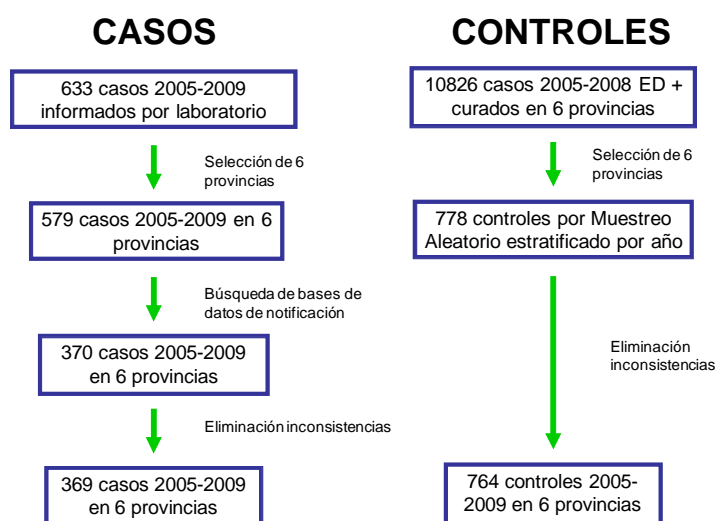 CASOS
633 casos 2005-2009
informados por laboratorio
Selección de 6
provincias
579 casos 2005-2009 en 6
provincias
Búsqueda de bases de
datos de notificación
370 casos 2005-2009
en 6 provincias
Eliminación inconsistencias
369 casos 2005-2009
en 6 provincias
CONTROLES
10826 casos 2005-2008 ED +
curados en 6 provincias
Selección de 6
provincias
778 controles por Muestreo
Aleatorio estratificado por año
Eliminación
inconsistencias
764 controles 2005-
2009 en 6 provincias